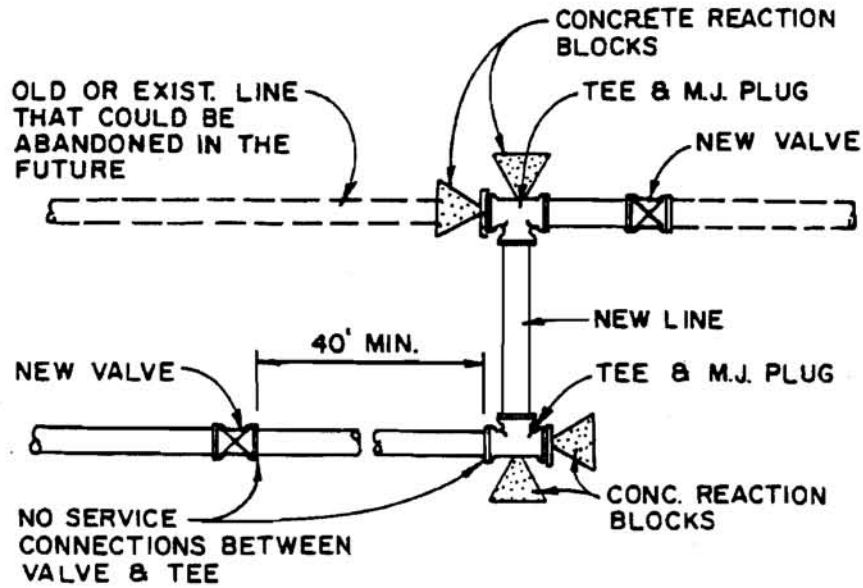 CONCRETE REACTION
BLOCKS
OLD OR EXIST. LINE
THAT COULD BE
ABANDONED IN THE
FUTURE
TEE & M.J. PLUG
NEW VALVE
NEW LINE
40' MIN.
NEW VALVE
TEE & M.J. PLUG
NO SERVICE
CONNECTIONS BETWEEN
VALVE & TEE
CONC. REACTION
BLOCKS